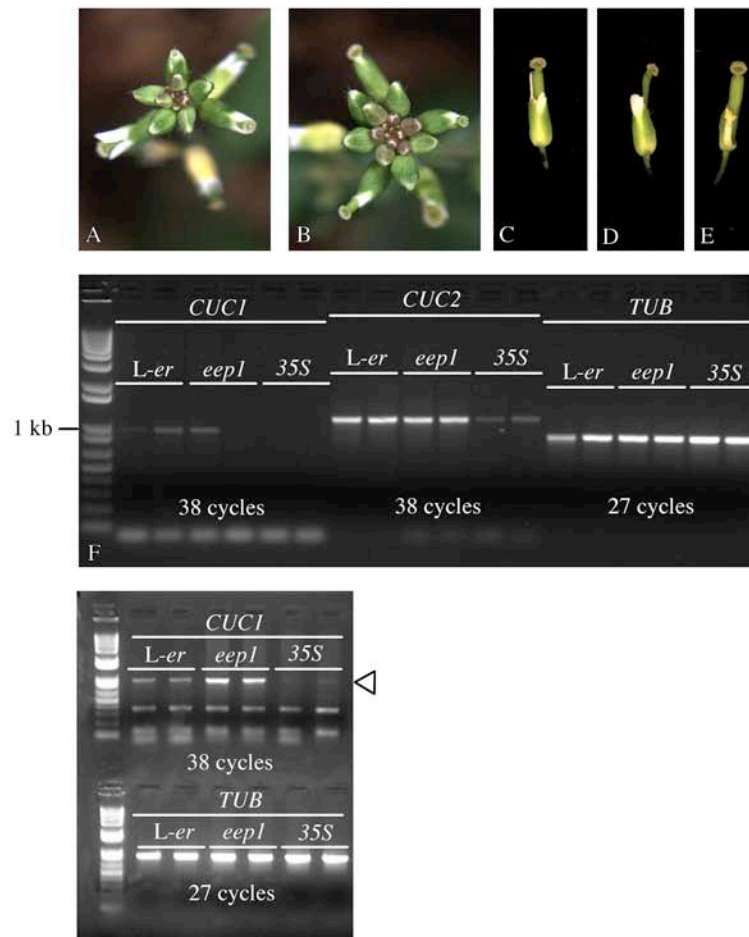 A
B
C
D
E
CUC1 CUC2 TUB
L-er eep1 35S L-er eep1 35S L-er eep1 35S
1 kb
38 cycles 38 cycles 27 cycles
F
CUC1
L-er eep1 35S
38 cycles
TUB
L-er eep1 35S
27 cycles